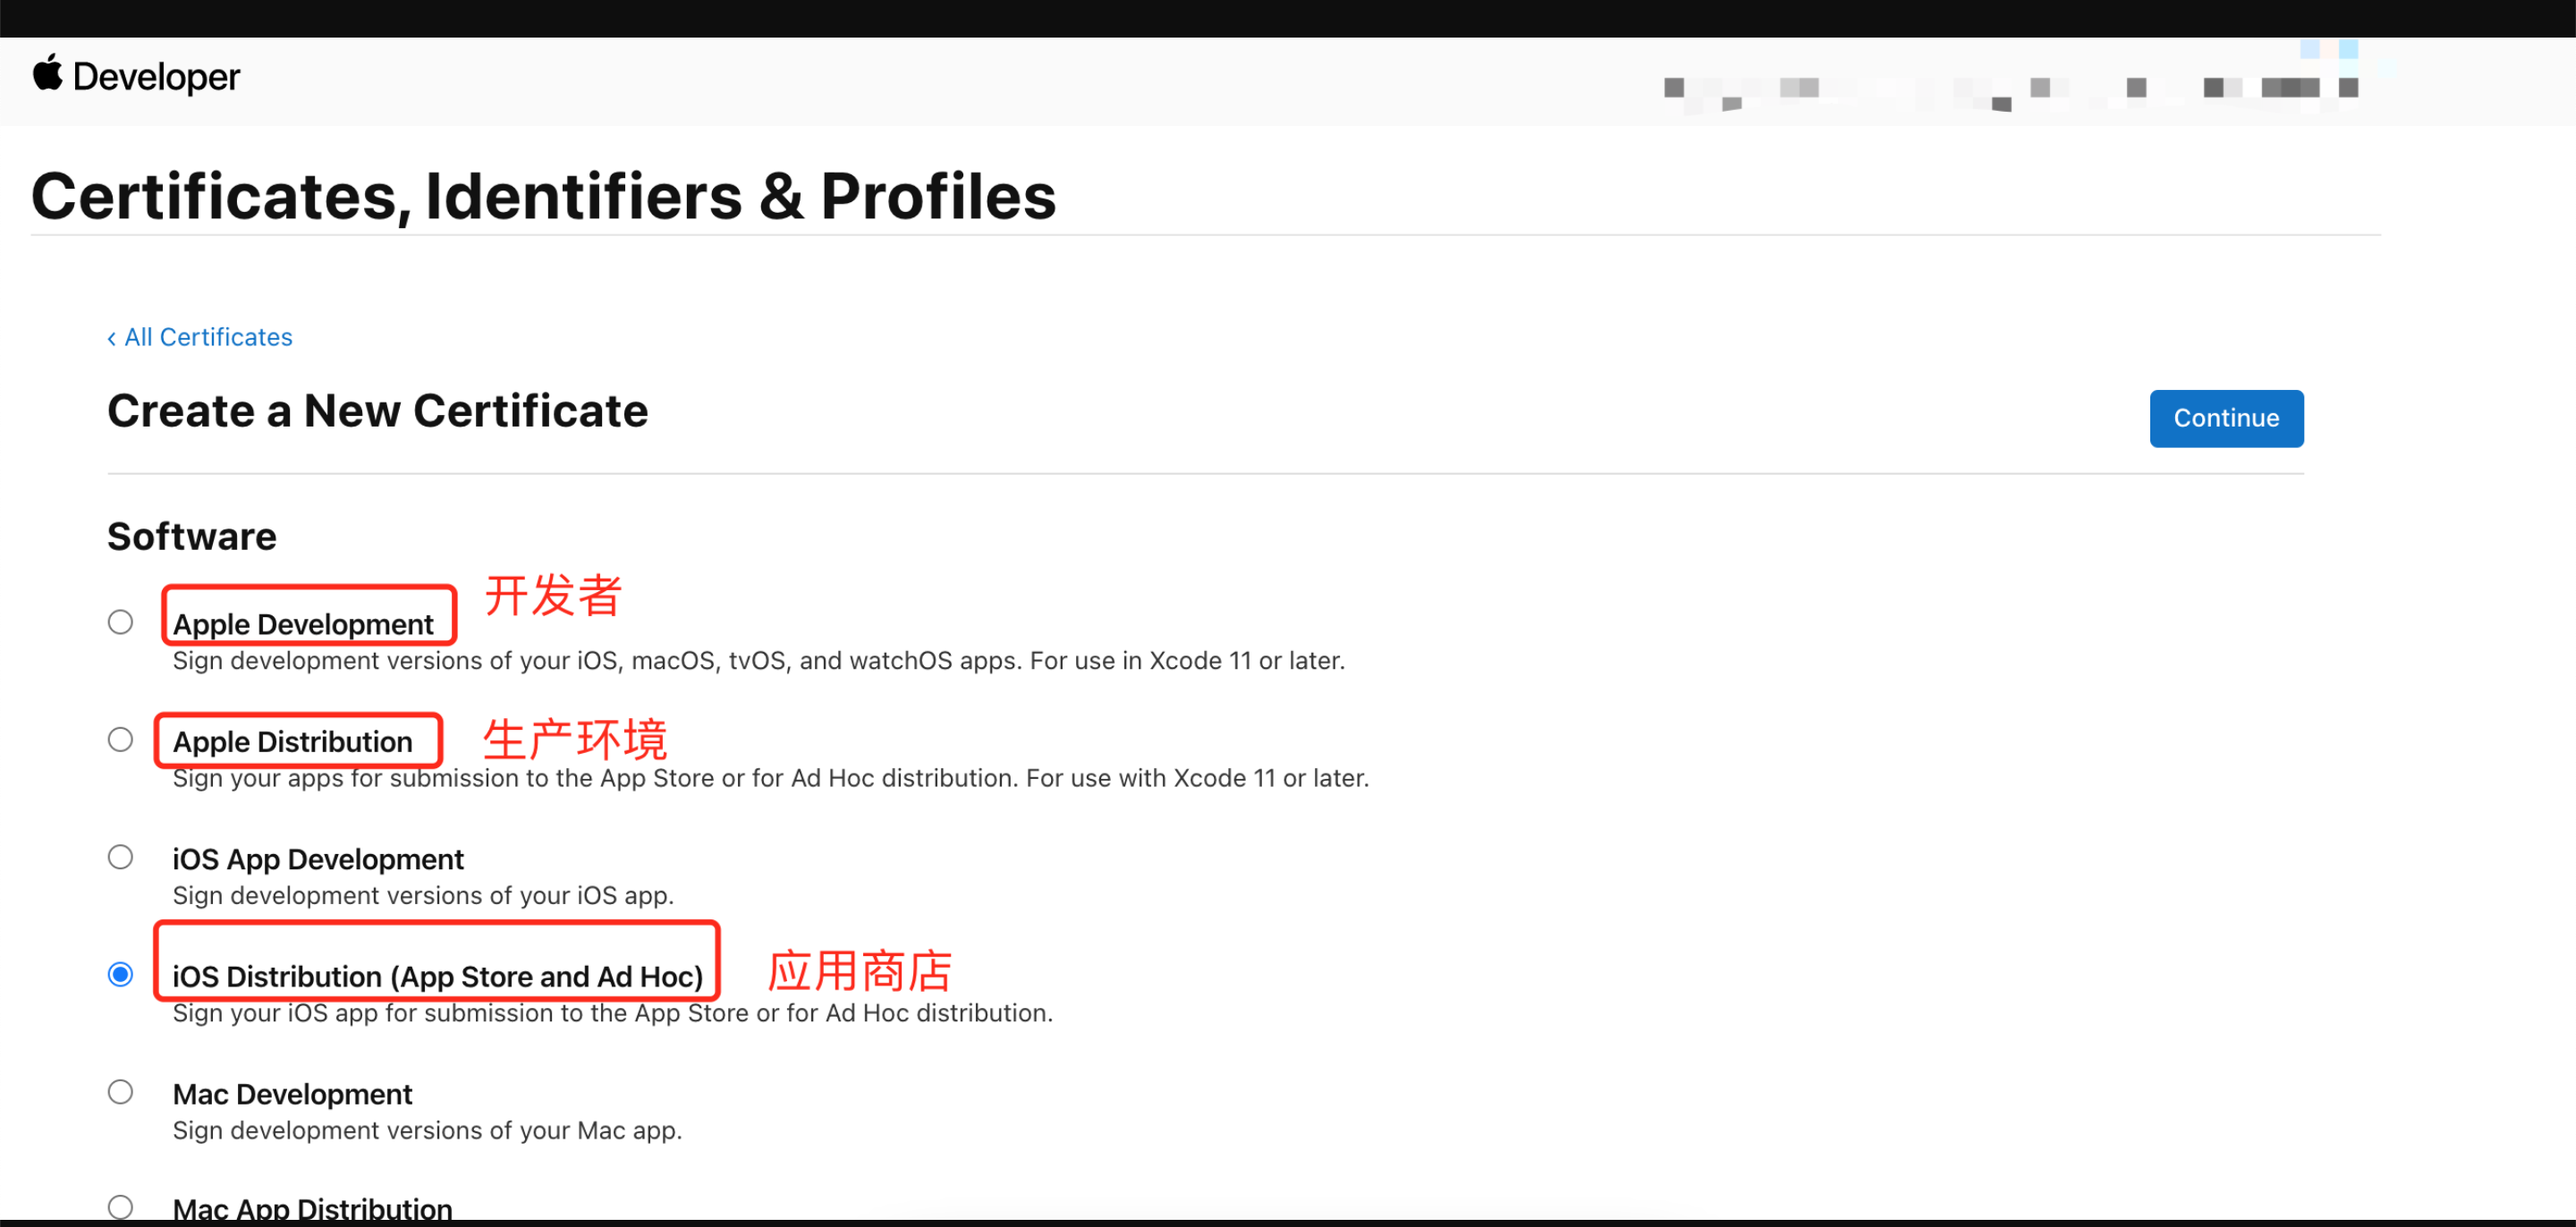 Developer
Certificates, Identifiers & Profiles
‹ All Certificates
Create a New Certificate
Continue
Software
Apple Development 开发者
Sign development versions of your iOS, macOS, tvOS, and watchOS apps. For use in Xcode 11 or later.
Apple Distribution 生产环境
Sign your apps for submission to the App Store or for Ad Hoc distribution. For use with Xcode 11 or later.
iOS App Development
Sign development versions of your iOS app.
iOS Distribution (App Store and Ad Hoc) 应用商店
Sign your iOS app for submission to the App Store or for Ad Hoc distribution.
Mac Development
Sign development versions of your Mac app.
Mac App Distribution